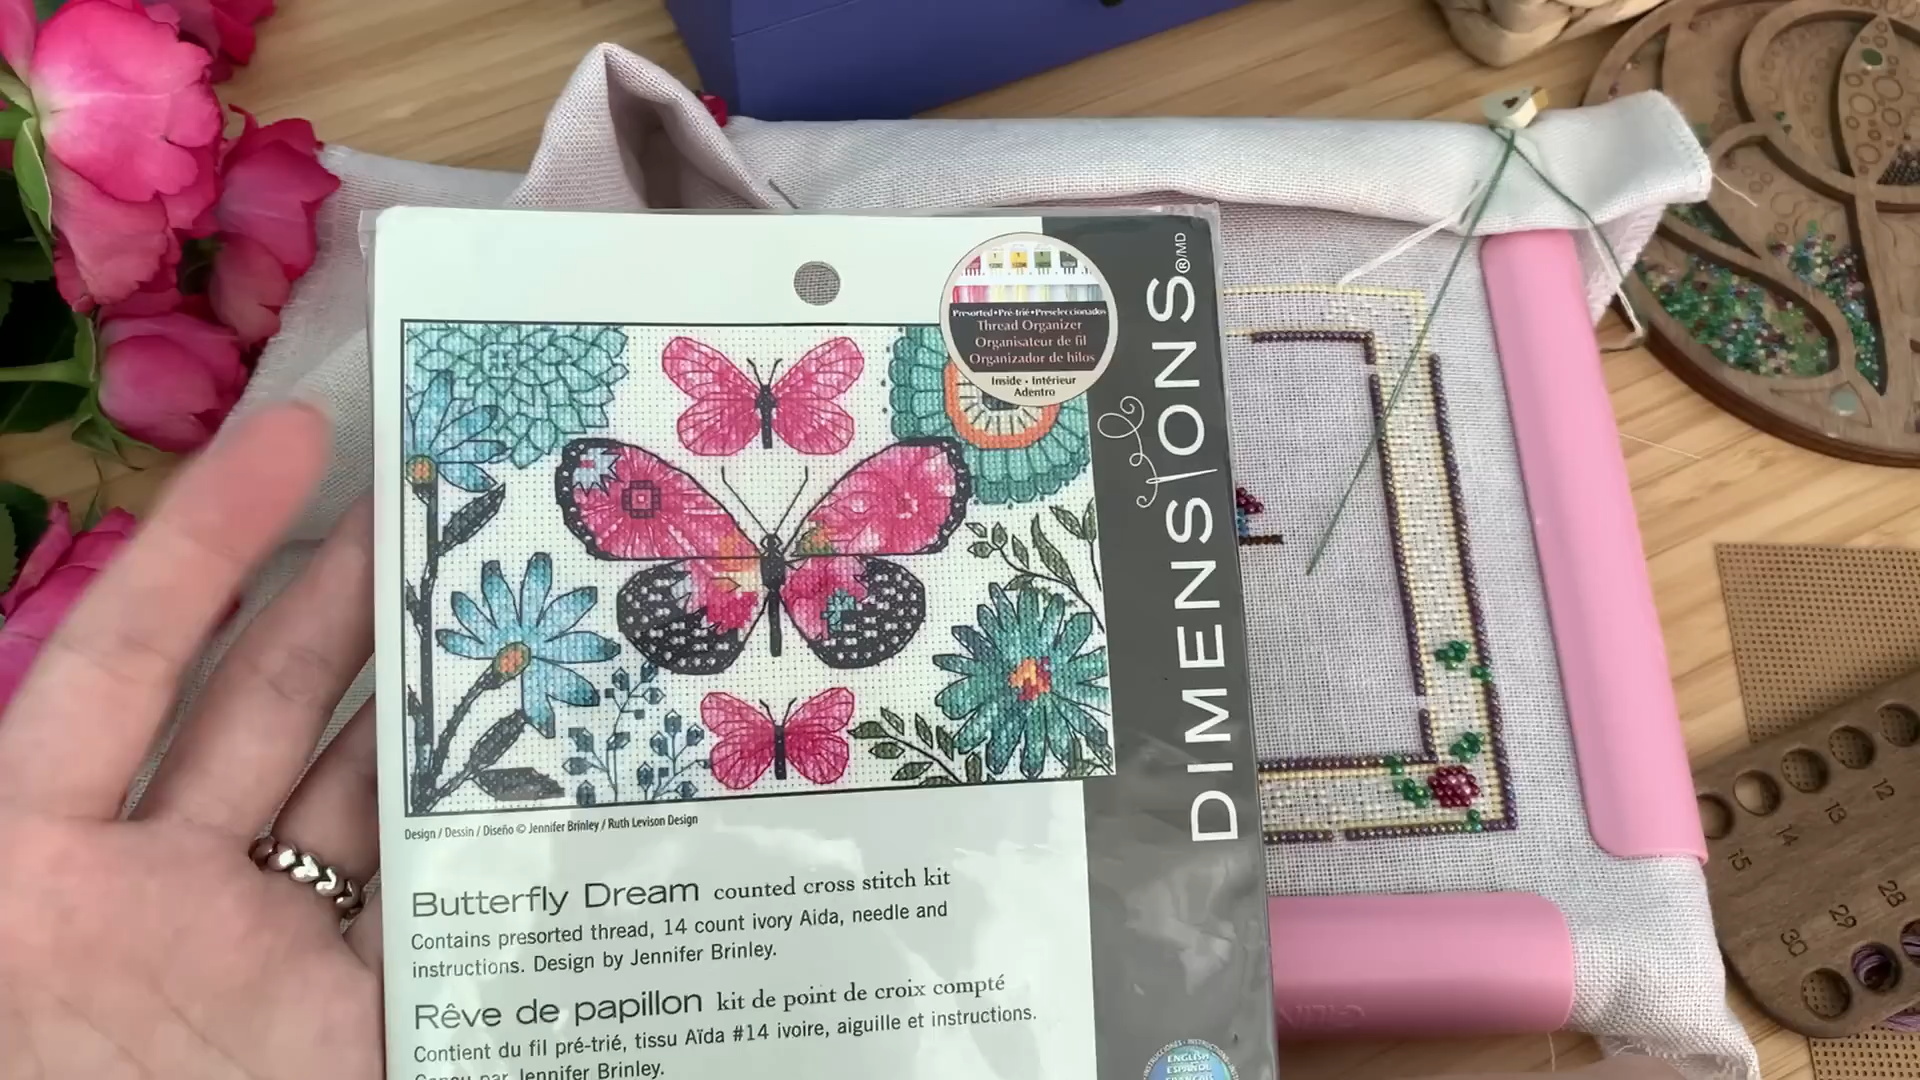 Presorted•Pré-trié•Preseleccionados
Thread Organizer
Organisateur de fil
Organizador de hilos
Inside • Intérieur
Adentro
DIMENSIONS®/MD
Design / Dessin / Diseño © Jennifer Brinley / Ruth Levison Design
Butterfly Dream counted cross stitch kit
Contains presorted thread, 14 count ivory Aida, needle and
instructions. Design by Jennifer Brinley.
Rêve de papillon kit de point de croix compté
Contient du fil pré-trié, tissu Aïda #14 ivoire, aiguille et instructions.
Conçu par Jennifer Brinley.
ENGLISH
ESPAÑOL
FRANÇAIS
12
13
14
15
28
29
30